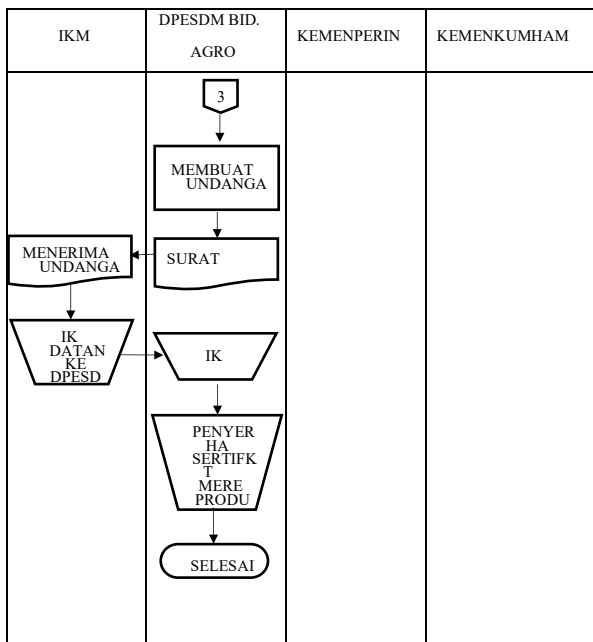 IKM
DPESDM BID.
AGRO
KEMENPERIN
KEMENKUMHAM
3
MEMBUAT
UNDANGA
SURAT
MENERIMA
UNDANGA
IK
DATAN
KE
DPESD
IK
PENYER
HA
SERTIFK
T
MERE
PRODU
SELESAI